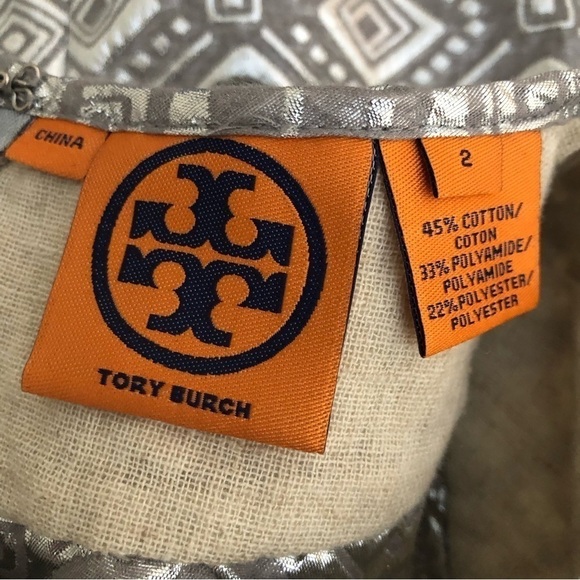 CHINA
TORY BURCH
2
45% COTTON/
COTON
33% POLYAMIDE/
POLYAMIDE
22%POLYESTER/
POLYESTER